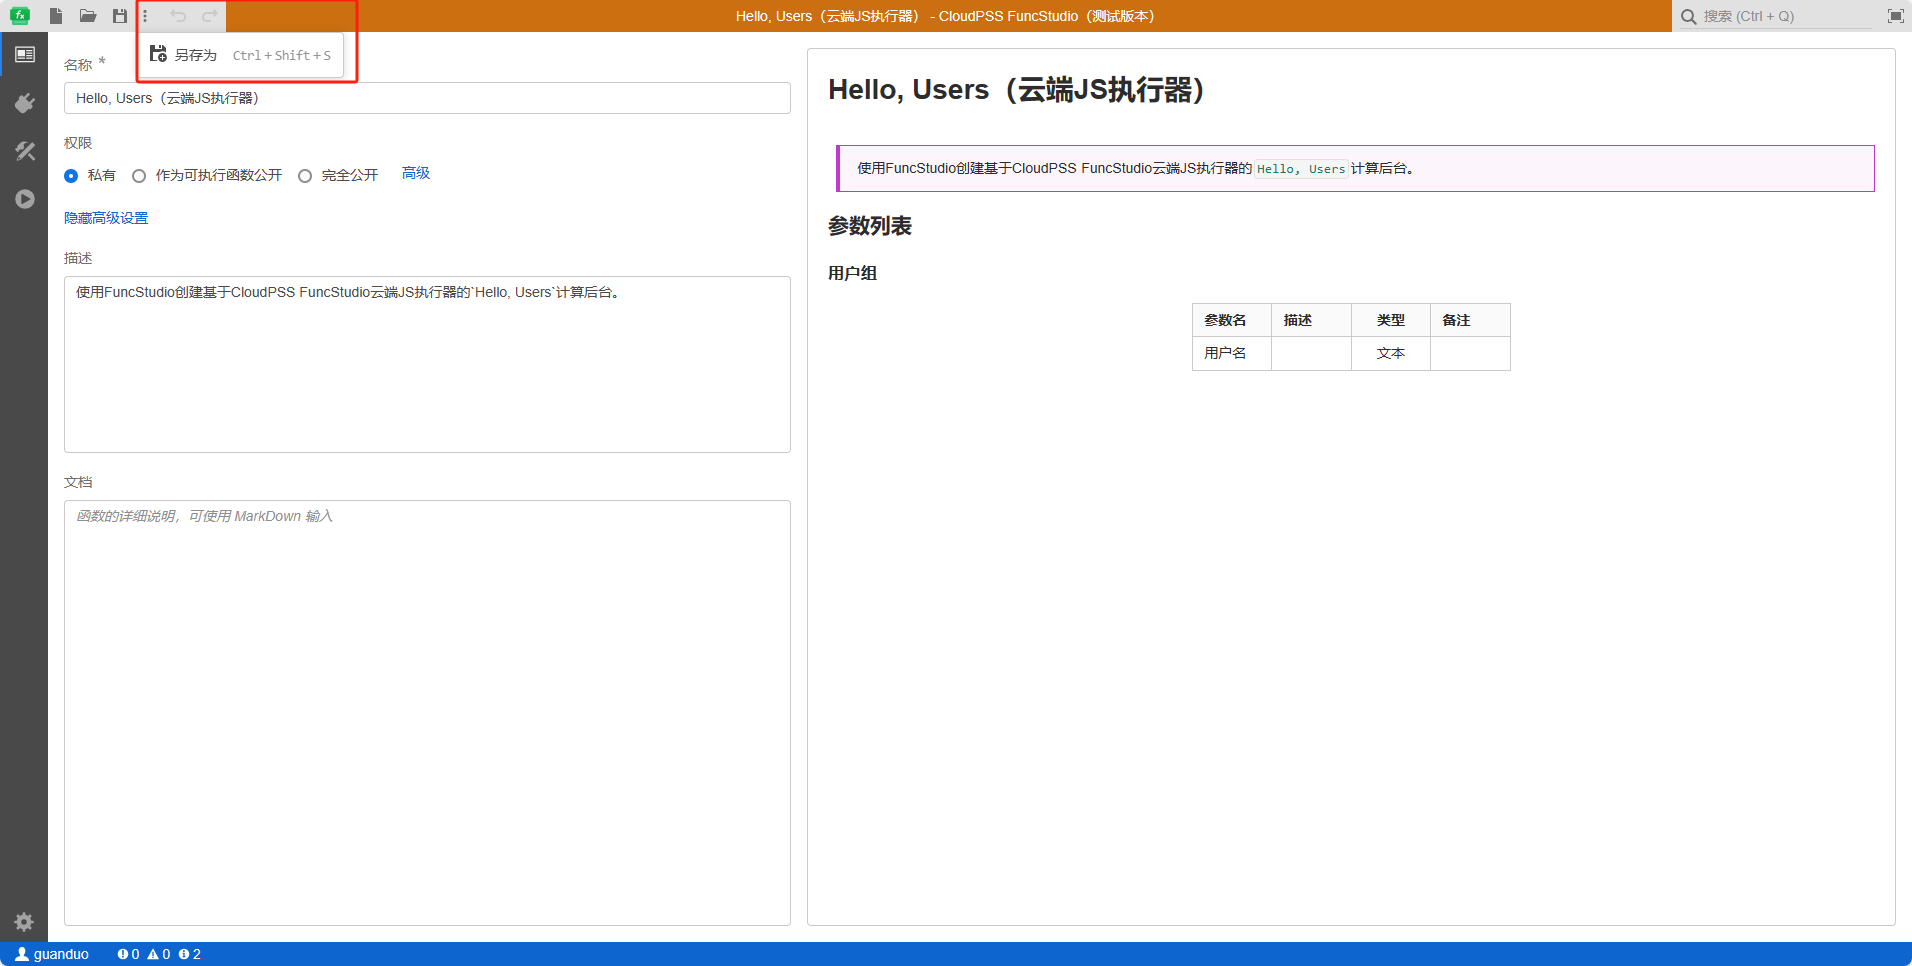 fx
Hello, Users（云端JS执行器） - CloudPSS FuncStudio（测试版本）
搜索 (Ctrl + Q)
另存为 Ctrl + Shift + S
名称 *
Hello, Users（云端JS执行器）
权限
私有 作为可执行函数公开 完全公开 高级
隐藏高级设置
描述
使用FuncStudio创建基于CloudPSS FuncStudio云端JS执行器的`Hello, Users`计算后台。
文档
函数的详细说明，可使用 MarkDown 输入
Hello, Users（云端JS执行器）
使用FuncStudio创建基于CloudPSS FuncStudio云端JS执行器的 Hello, Users 计算后台。
参数列表
用户组
参数名 描述 类型 备注
用户名 文本
guanduo 0 0 2